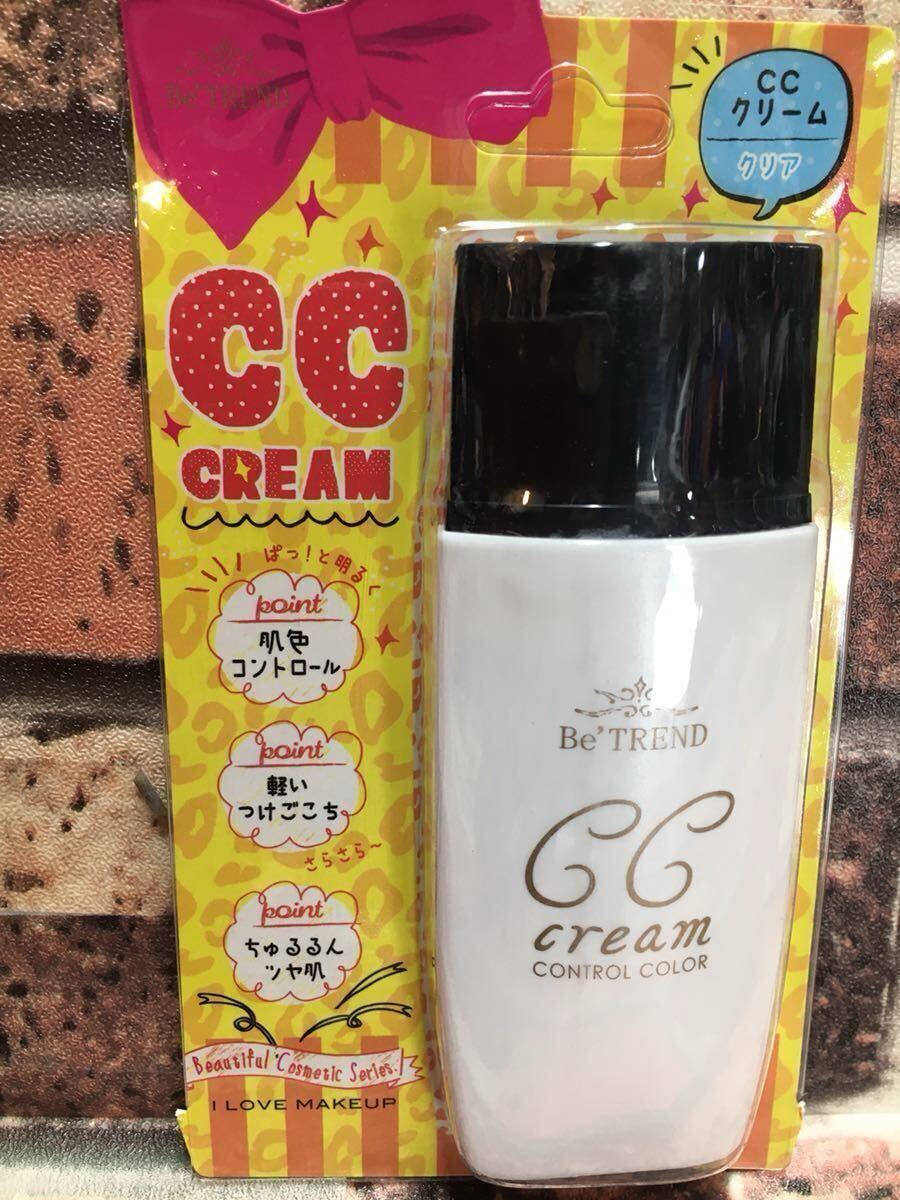 Be'TREND
CC
クリーム
クリア
CC
CREAM
ぱっ!と明るく
point
肌色
コントロール
point
軽い
つけごこち
さらさら~
point
ちゅるるん
ツヤ肌
Beautiful Cosmetic Series.
I LOVE MAKEUP
Be'TREND
CC
cream
CONTROL COLOR